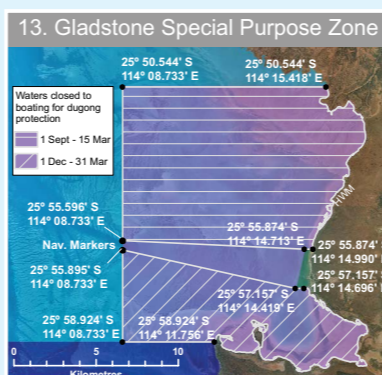 13. Gladstone Special Purpose Zone
25° 50.544' S
114° 08.733' E
25° 50.544' S
114° 15.418' E
Waters closed to
boating for dugong
protection
1 Sept - 15 Mar
1 Dec - 31 Mar
HWM
25° 55.596' S
114° 08.733' E
25° 55.874' S
114° 14.713' E
25° 55.874'
114° 14.990' E
Nav. Markers
25° 55.895' S
114° 08.733' E
25° 57.157'
114° 14.696' E
25° 57.157' S
114° 14.419' E
25° 58.924' S
114° 08.733' E
25° 58.924' S
114° 11.756' E
0 5 10
Kilometres